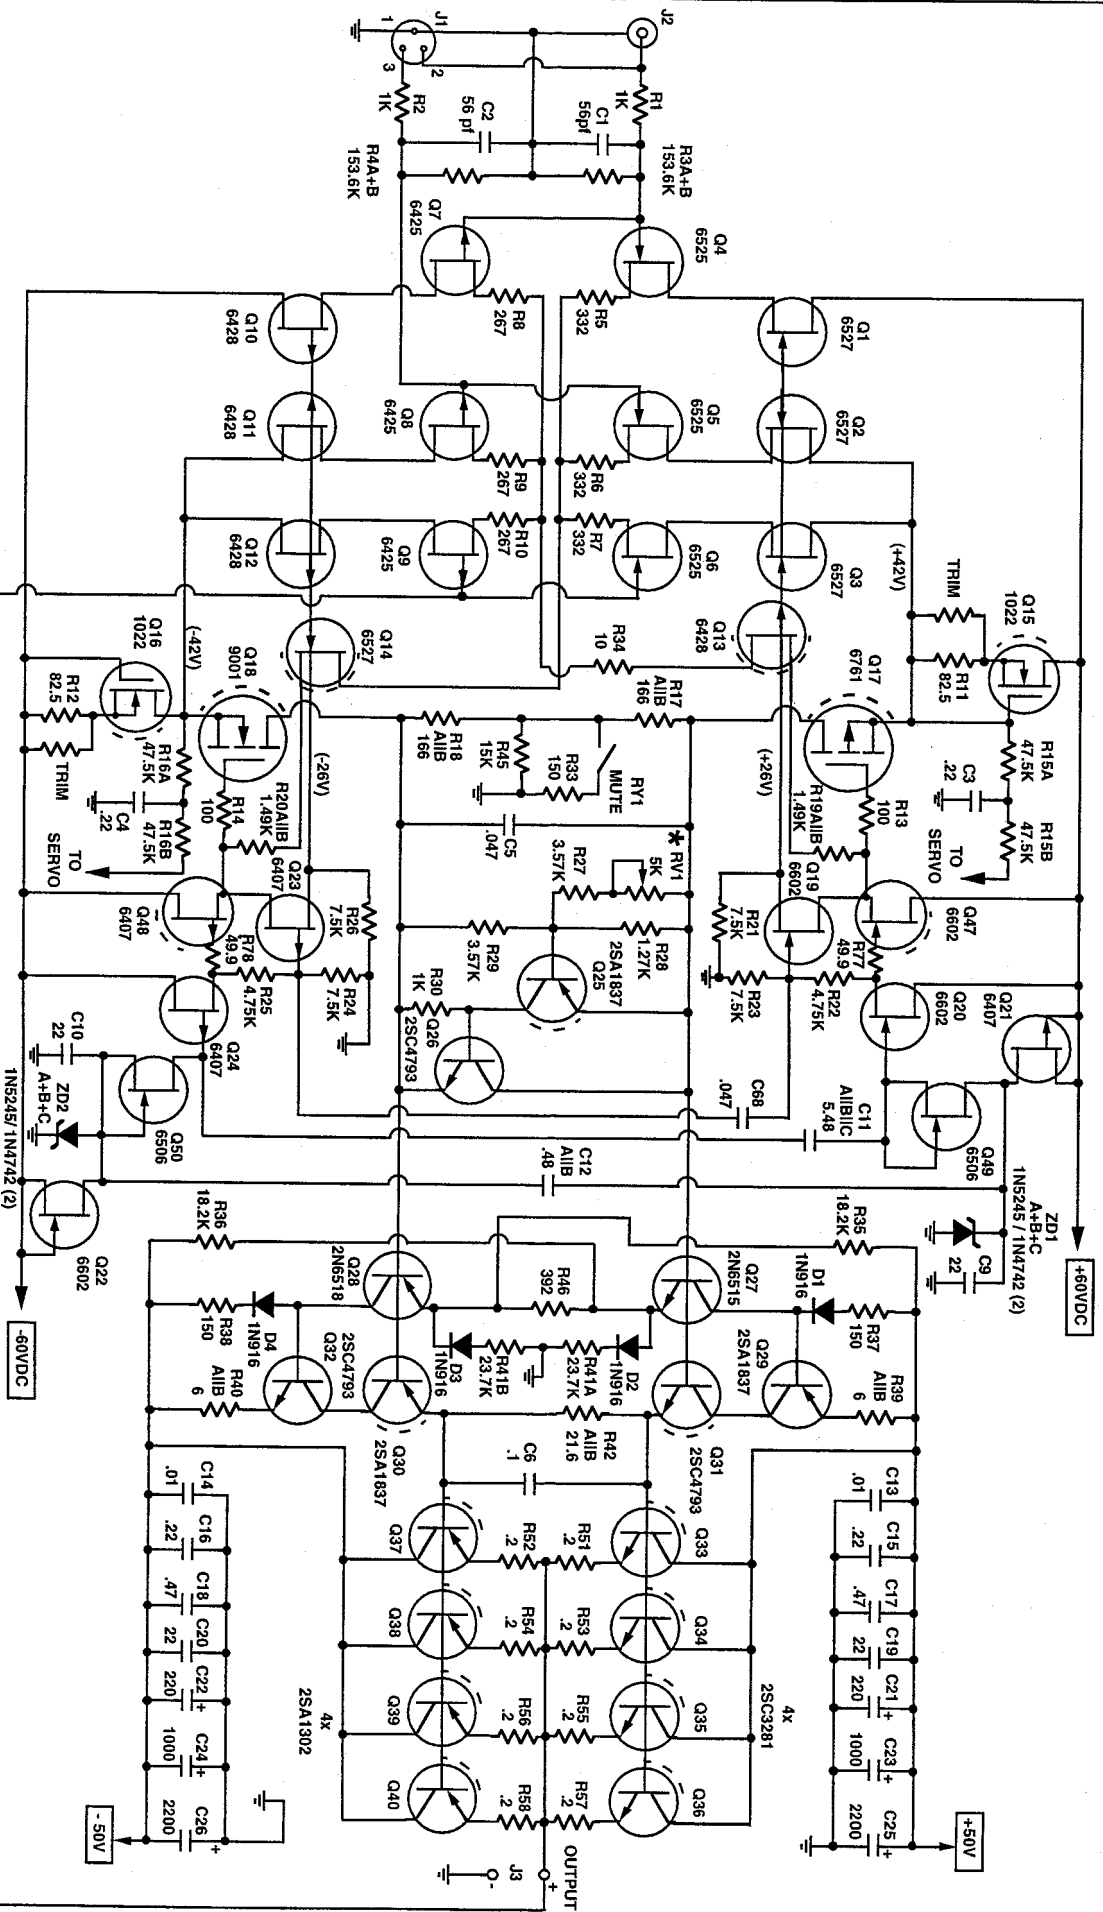 J2
J1
1
2
3
R1
1K
R2
1K
C1
56pf
C2
56 pf
R3A+B
153.6K
R4A+B
153.6K
Q4
6525
Q7
6425
R5
332
R8
267
Q1
6527
Q10
6428
Q2
6527
Q5
6525
Q8
6425
Q11
6428
R6
332
R9
267
Q3
6527
Q6
6525
Q9
6425
Q12
6428
R7
332
R10
267
(+42V)
TRIM
Q15
1022
R11
82.5
Q13
6428
Q17
6761
R34
10
Q14
6527
(-42V)
Q16
1022
Q18
9001
R12
82.5
TRIM
R17
AIIB
166
R18
AIIB
166
R45
15K
R33
150
RY1
MUTE
(+26V)
(-26V)
R15A
47.5K
R15B
47.5K
C3
.22
TO
SERVO
R13
100
R19AIIB
1.49K
R16A
47.5K
R16B
47.5K
C4
.22
TO
SERVO
R14
100
R20AIIB
1.49K
C5
.047
* RV1
5K
R27
3.57K
R28
1.27K
R29
3.57K
R30
1K
Q25
2SA1837
Q26
2SC4793
Q19
6602
Q47
6602
R77
49.9
R21
7.5K
R22
4.75K
R23
7.5K
Q20
6602
Q21
6407
Q23
6407
Q48
6407
R78
49.9
R26
7.5K
R25
4.75K
R24
7.5K
Q24
6407
C68
.047
C11
AIIBIIC
5.48
Q49
6506
C10
22
ZD2
A+B+C
1N5245/ 1N4742 (2)
Q50
6506
Q22
6602
C12
AIIB
.48
ZD1
A+B+C
1N5245 / 1N4742 (2)
C9
22
+60VDC
-60VDC
R35
18.2K
R36
18.2K
Q27
2N6515
Q28
2N6518
R46
392
D1
1N916
R37
150
D4
1N916
R38
150
D2
1N916
R41A
23.7K
R41B
23.7K
D3
1N916
Q29
2SA1837
Q32
2SC4793
R39
AIIB
6
R40
AIIB
6
Q31
2SC4793
Q30
2SA1837
R42
AIIB
21.6
C6
.1
C13
.01
C15
.22
C17
.47
C19
22
C21
220
+
C23
1000
+
C25
2200
+
C14
.01
C16
.22
C18
.47
C20
22
C22
220
+
C24
1000
+
C26
2200
+
Q33
Q34
Q35
Q36
4x
2SC3281
Q37
Q38
Q39
Q40
4x
2SA1302
R51
.2
R52
.2
R53
.2
R54
.2
R55
.2
R56
.2
R57
.2
R58
.2
+50V
- 50V
OUTPUT
+
J3
-